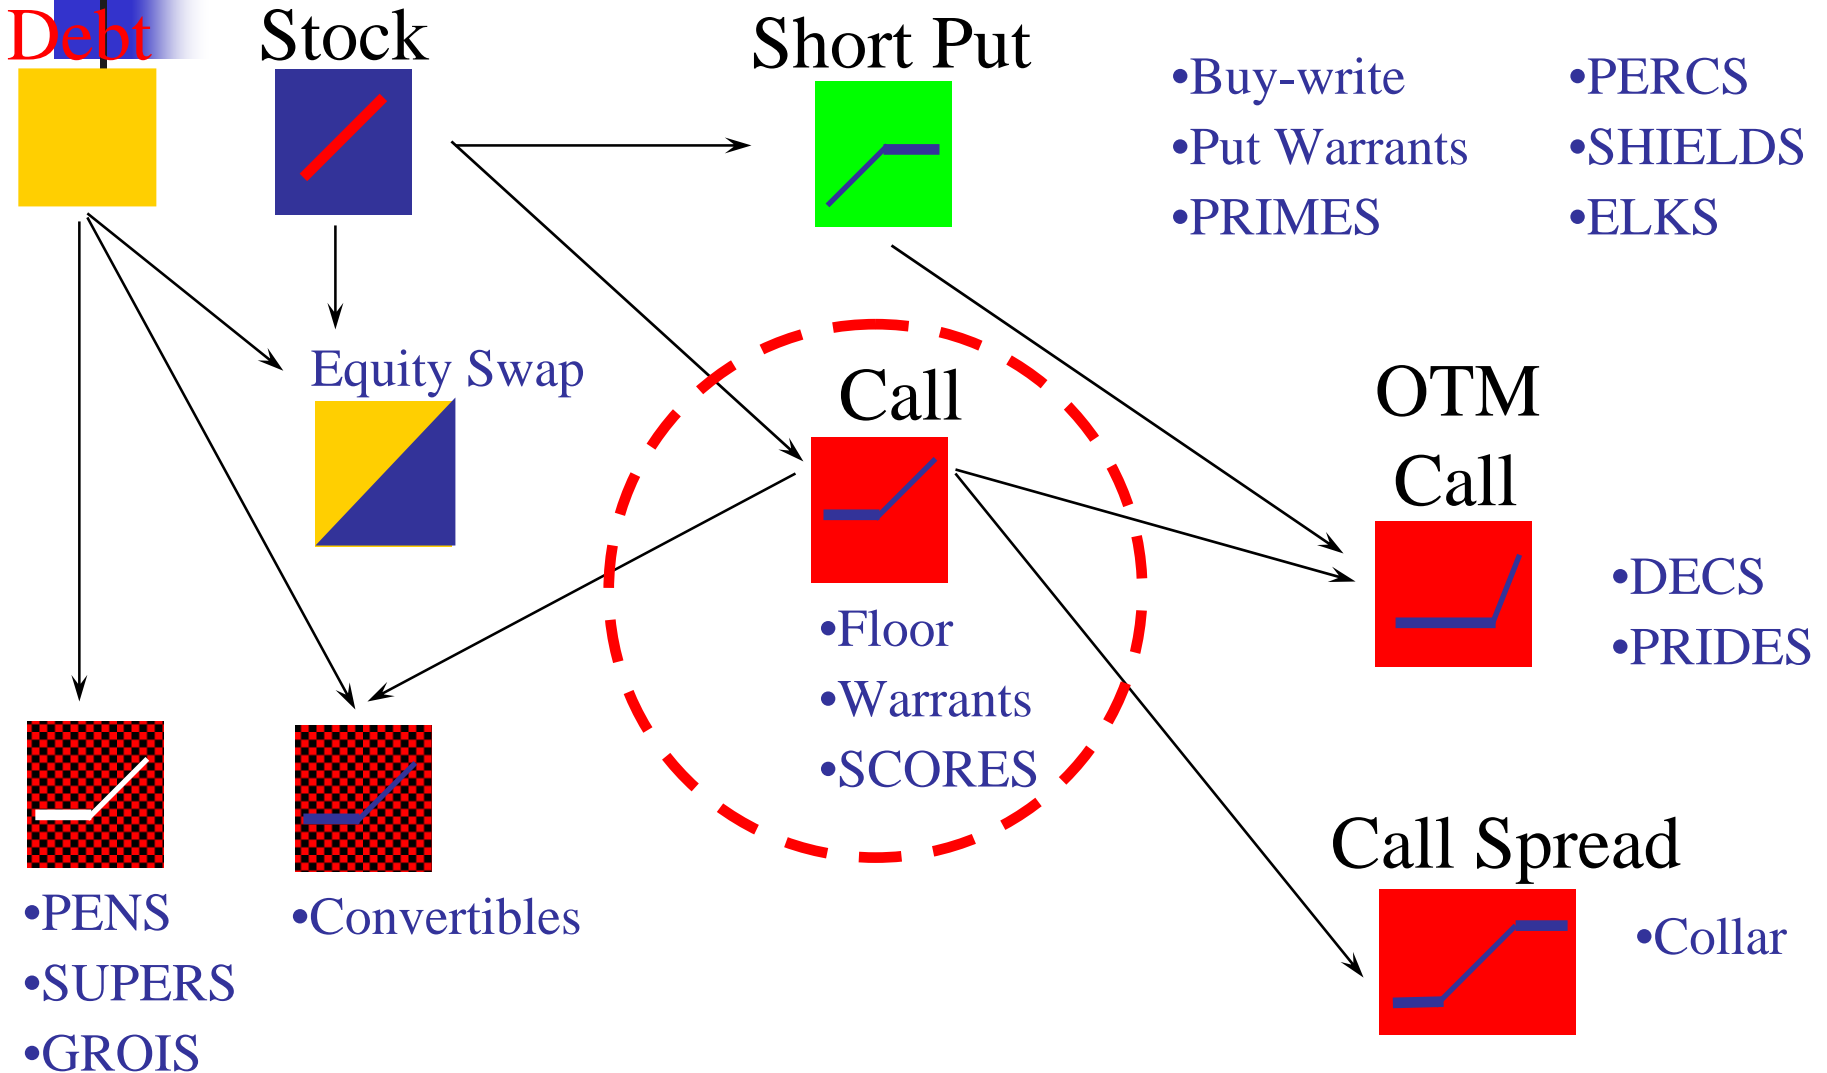 Debt
Stock
Short Put
•Buy-write
•Put Warrants
•PRIMES
•PERCS
•SHIELDS
•ELKS
Equity Swap
Call
•Floor
•Warrants
•SCORES
OTM
Call
•DECS
•PRIDES
•PENS
•SUPERS
•GROIS
•Convertibles
Call Spread
•Collar